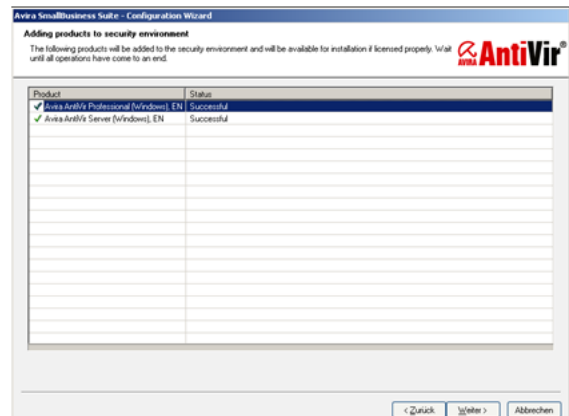 Avira SmallBusiness Suite - Configuration Wizard
Adding products to security environment
The following products will be added to the security environment and will be available for installation if licensed properly. Wait
until all operations have come to an end.
AVIRA AntiVir®
Product Status
Avira AntiVir Professional (Windows), EN Successful
Avira AntiVir Server (Windows), EN Successful
< Zurück Weiter > Abbrechen